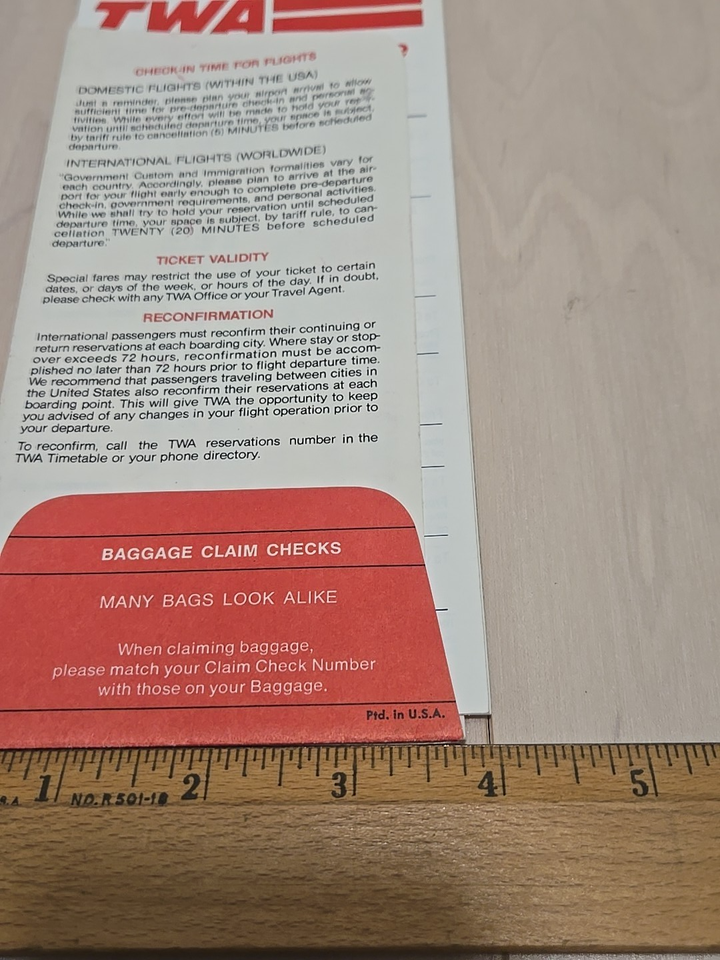 TWA
CHECK-IN TIME FOR FLIGHTS
?
DOMESTIC FLIGHTS (WITHIN THE USA)
Just a reminder, please plan your airport arrival to allow
sufficient time for pre-departure check-in and personal ac-
tivities. While every effort will be made to hold your reser-
vation until scheduled departure time, your space is subject,
by tariff rule to cancellation (5) MINUTES before scheduled
departure.
INTERNATIONAL FLIGHTS (WORLDWIDE)
"Government Custom and Immigration formalities vary for
each country. Accordingly, please plan to arrive at the air-
port for your flight early enough to complete pre-departure
check-in, government requirements, and personal activities.
While we shall try to hold your reservation until scheduled
departure time, your space is subject, by tariff rule, to can-
cellation TWENTY (20) MINUTES before scheduled
departure."
TICKET VALIDITY
Special fares may restrict the use of your ticket to certain
dates, or days of the week, or hours of the day. If in doubt,
please check with any TWA Office or your Travel Agent.
RECONFIRMATION
International passengers must reconfirm their continuing or
return reservations at each boarding city. Where stay or stop-
over exceeds 72 hours, reconfirmation must be accom-
plished no later than 72 hours prior to flight departure time.
We recommend that passengers traveling between cities in
the United States also reconfirm their reservations at each
boarding point. This will give TWA the opportunity to keep
you advised of any changes in your flight operation prior to
your departure.
To reconfirm, call the TWA reservations number in the
TWA Timetable or your phone directory.
BAGGAGE CLAIM CHECKS
MANY BAGS LOOK ALIKE
When claiming baggage,
please match your Claim Check Number
with those on your Baggage.
Ptd. in U.S.A.
1 2 3 4 5
S.A NO. R501-18